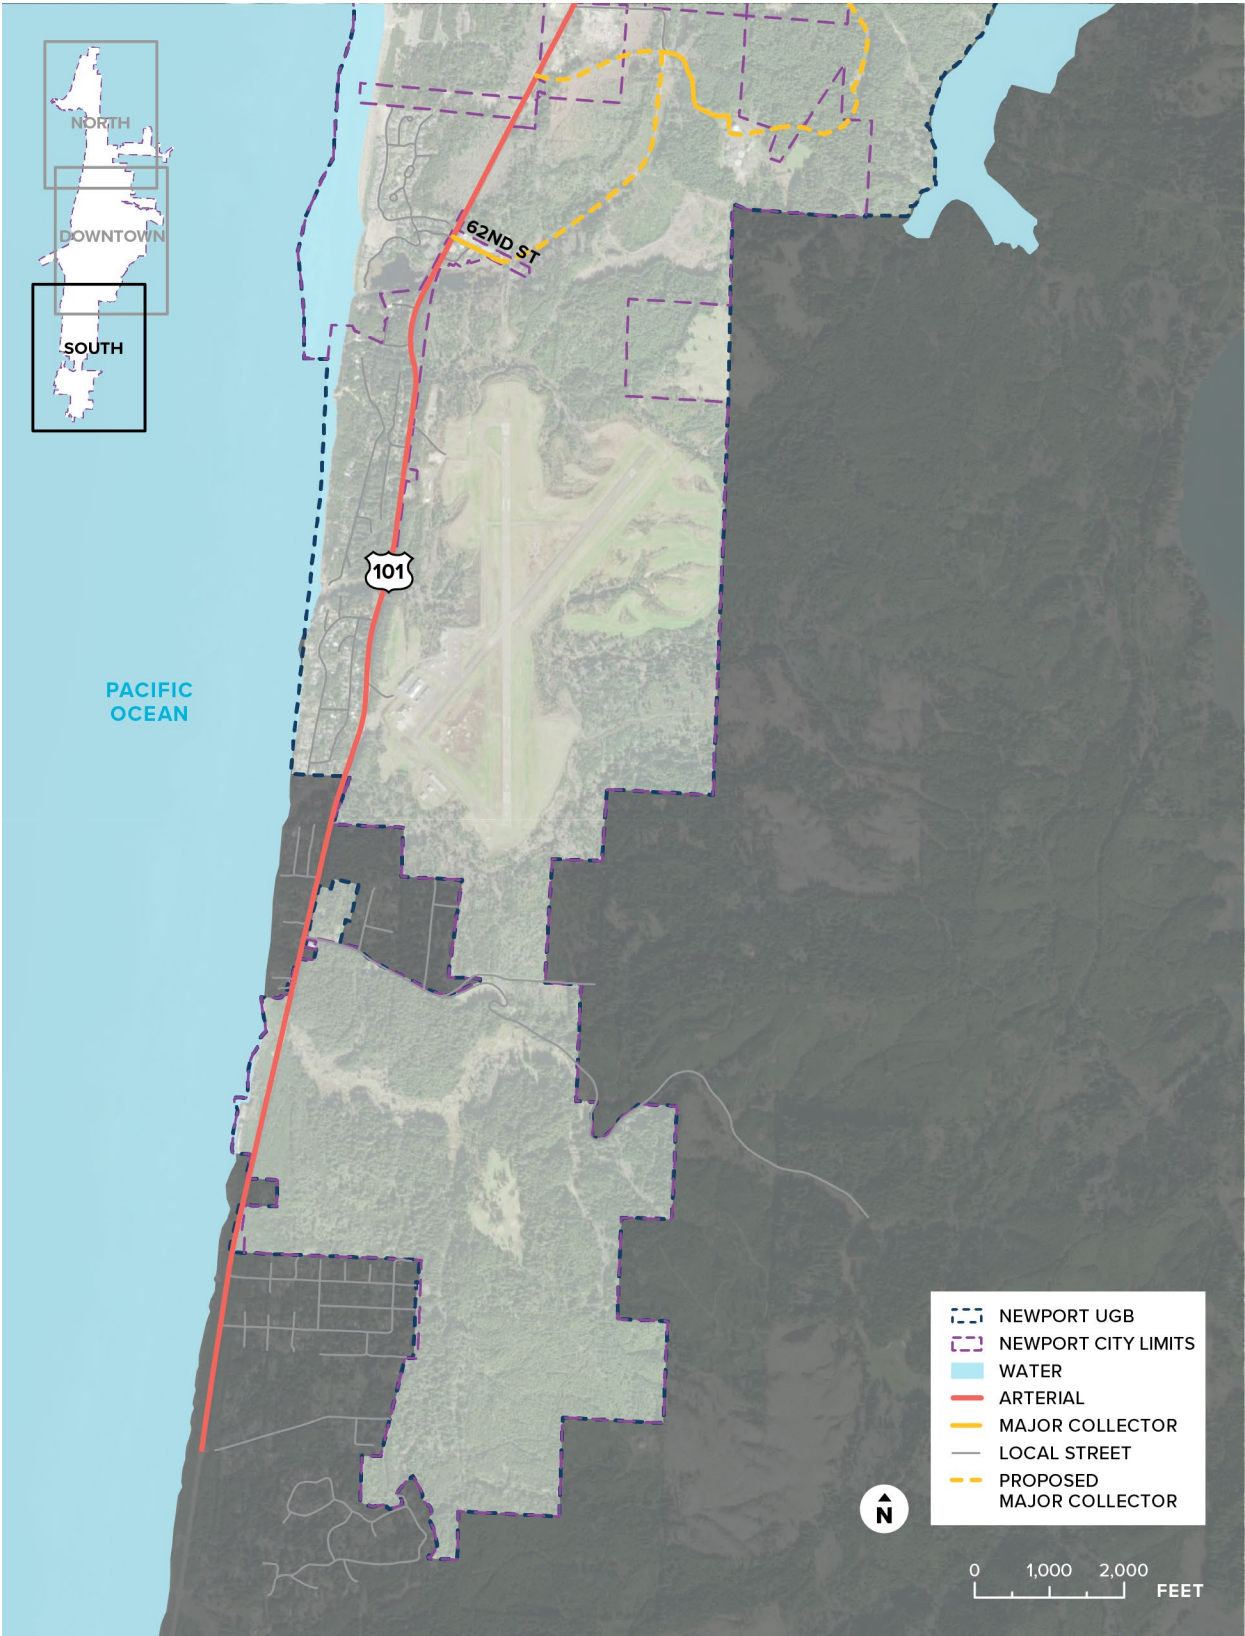 NORTH
DOWNTOWN
SOUTH
62ND ST
101
PACIFIC
OCEAN
NEWPORT UGB
NEWPORT CITY LIMITS
WATER
ARTERIAL
MAJOR COLLECTOR
LOCAL STREET
PROPOSED
MAJOR COLLECTOR
N
0 1,000 2,000
FEET